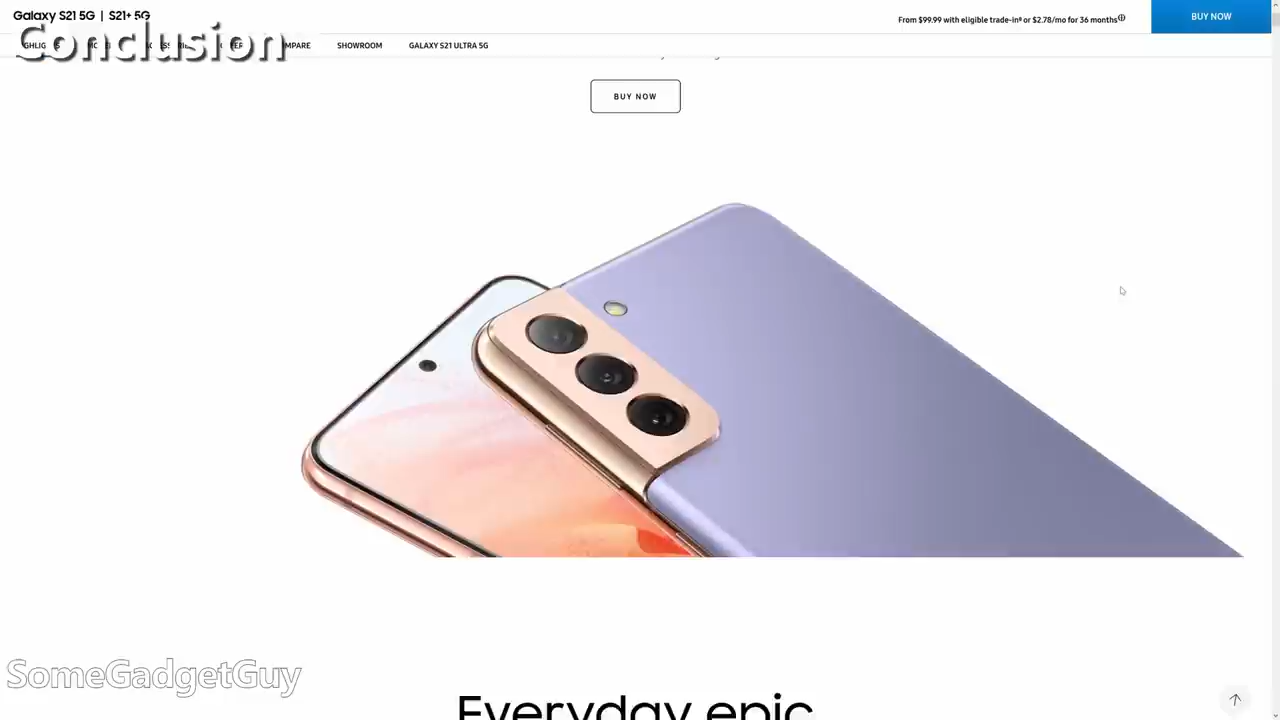 Galaxy S21 5G | S21+ 5G
From $99.99 with eligible trade-in⁶ or $2.78/mo for 36 months
BUY NOW
Conclusion
SHOWROOM
GALAXY S21 ULTRA 5G
BUY NOW
SomeGadgetGuy
Everyday epic